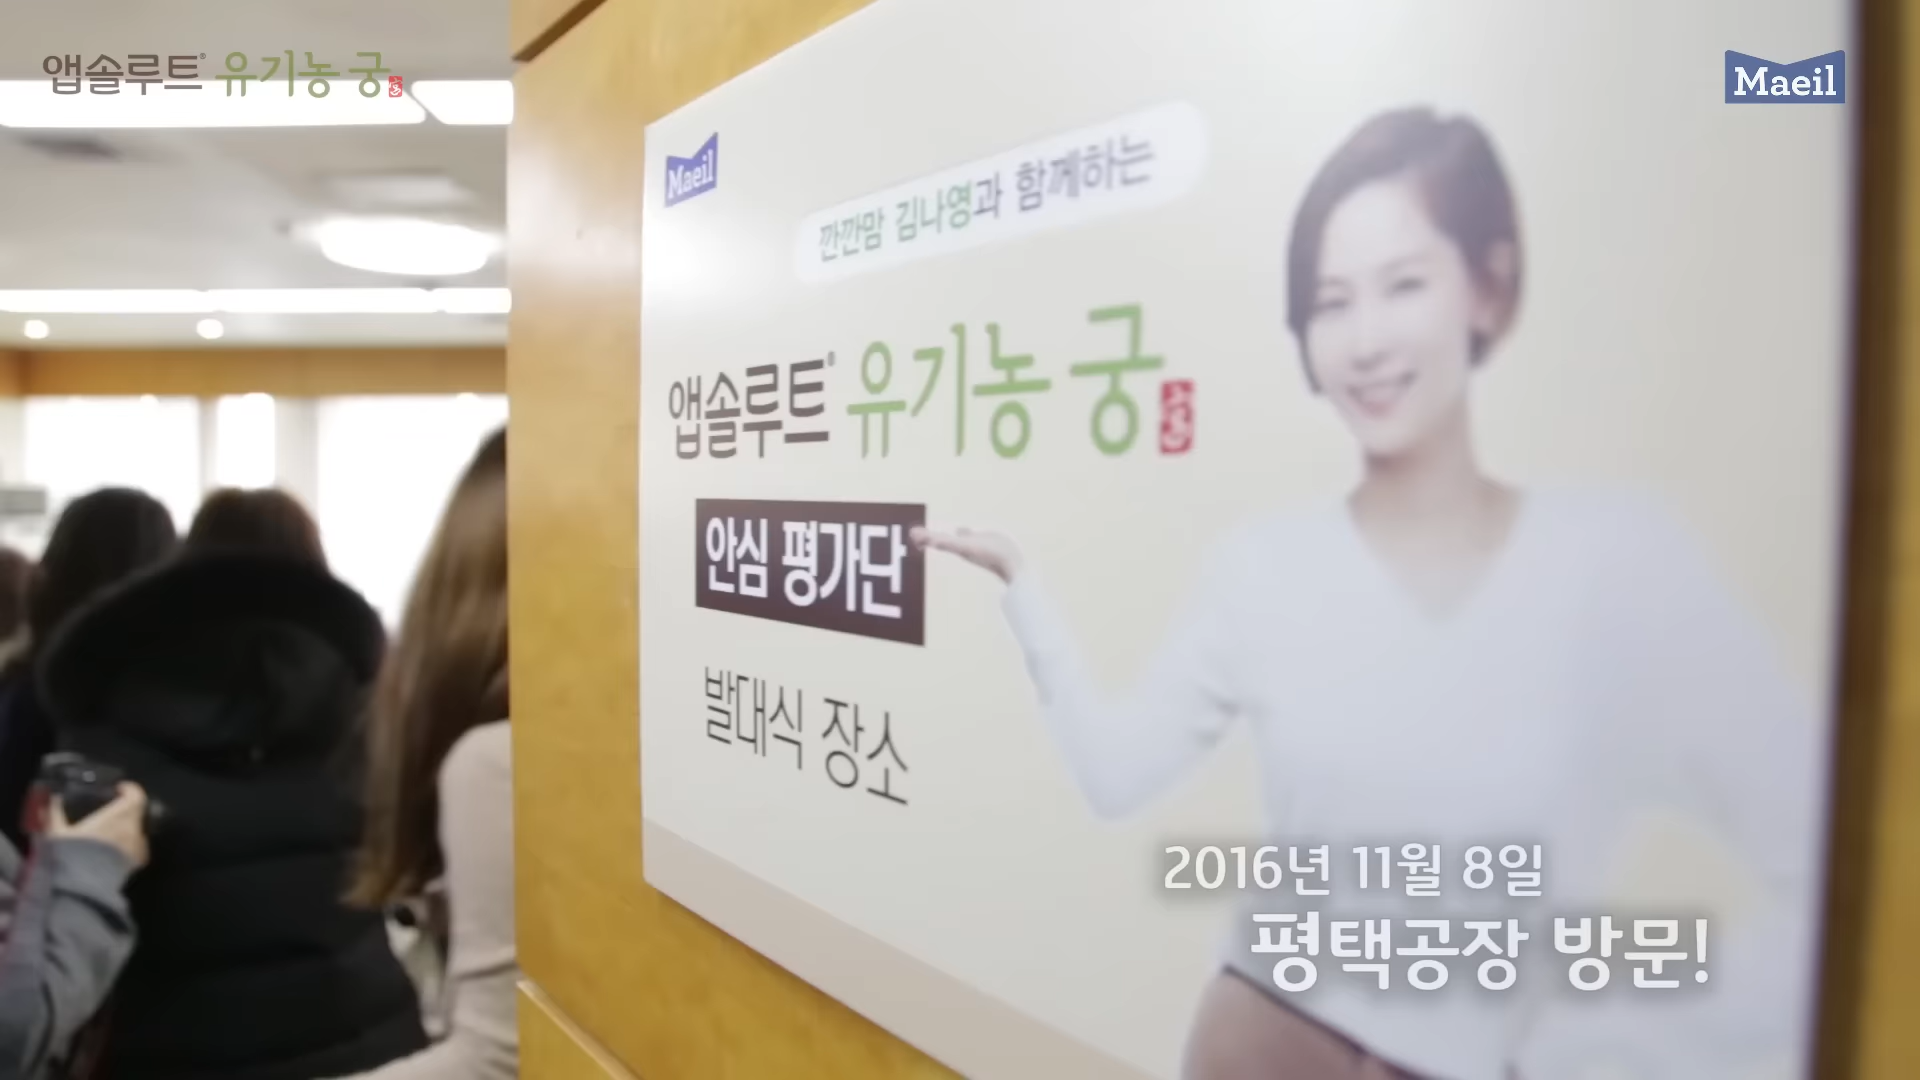 앱솔루트® 유기농 궁
Maeil
Maeil
깐깐맘 김나영과 함께하는
앱솔루트® 유기농 궁
안심 평가단
발대식 장소
2016년 11월 8일
평택공장 방문!